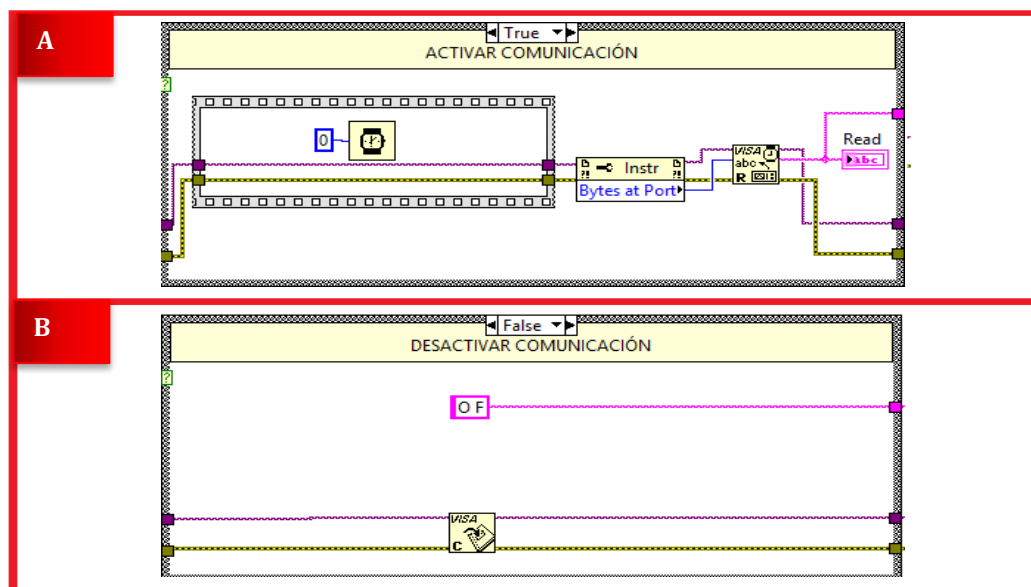 A
True
ACTIVAR COMUNICACIÓN
?
0
Read
abc
Instr
Bytes at Port
VISA
abc
R
B
False
DESACTIVAR COMUNICACIÓN
?
O F
VISA
C